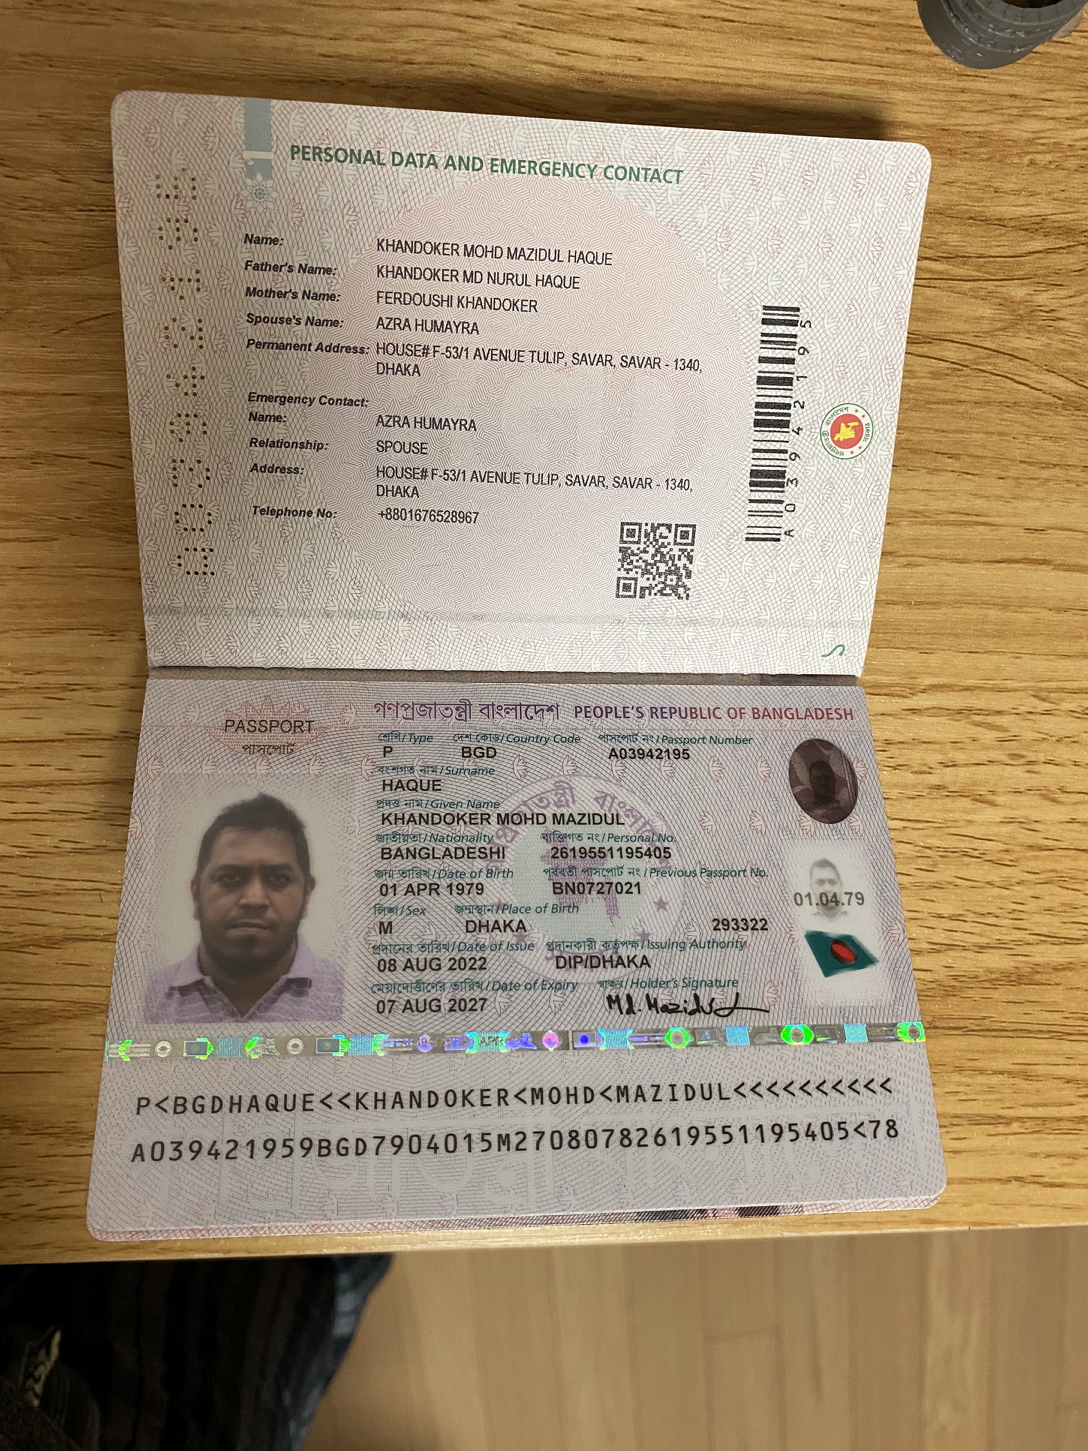 PERSONAL DATA AND EMERGENCY CONTACT
Name: KHANDOKER MOHD MAZIDUL HAQUE
Father's Name: KHANDOKER MD NURUL HAQUE
Mother's Name: FERDOUSHI KHANDOKER
Spouse's Name: AZRA HUMAYRA
Permanent Address: HOUSE# F-53/1 AVENUE TULIP, SAVAR, SAVAR - 1340,
DHAKA
Emergency Contact:
Name: AZRA HUMAYRA
Relationship: SPOUSE
Address: HOUSE# F-53/1 AVENUE TULIP, SAVAR, SAVAR - 1340,
DHAKA
Telephone No: +8801676528967
A03942195
A03942195
PASSPORT
পাসপোর্ট
গণপ্রজাতন্ত্রী বাংলাদেশ PEOPLE'S REPUBLIC OF BANGLADESH
শ্রেণি/Type দেশ কোড/Country Code পাসপোর্ট নং/Passport Number
P BGD A03942195
বংশগত নাম/Surname
HAQUE
প্রদত্ত নাম/Given Name
KHANDOKER MOHD MAZIDUL
জাতীয়তা/Nationality ব্যক্তিগত নং/Personal No.
BANGLADESHI 2619551195405
জন্ম তারিখ/Date of Birth পূর্ববর্তী পাসপোর্ট নং/Previous Passport No.
01 APR 1979 BN0727021
01.04.79
লিঙ্গ/Sex জন্মস্থান/Place of Birth
M DHAKA 293322
প্রদানের তারিখ/Date of Issue প্রদানকারী কর্তৃপক্ষ/Issuing Authority
08 AUG 2022 DIP/DHAKA
মেয়াদোত্তীর্ণের তারিখ/Date of Expiry স্বাক্ষর/Holder's Signature
07 AUG 2027 Md. Mazidul
P<BGDHAQUE<<KHANDOKER<MOHD<MAZIDUL<<<<<<<<<<
A039421959BGD7904015M27080782619551195405<78